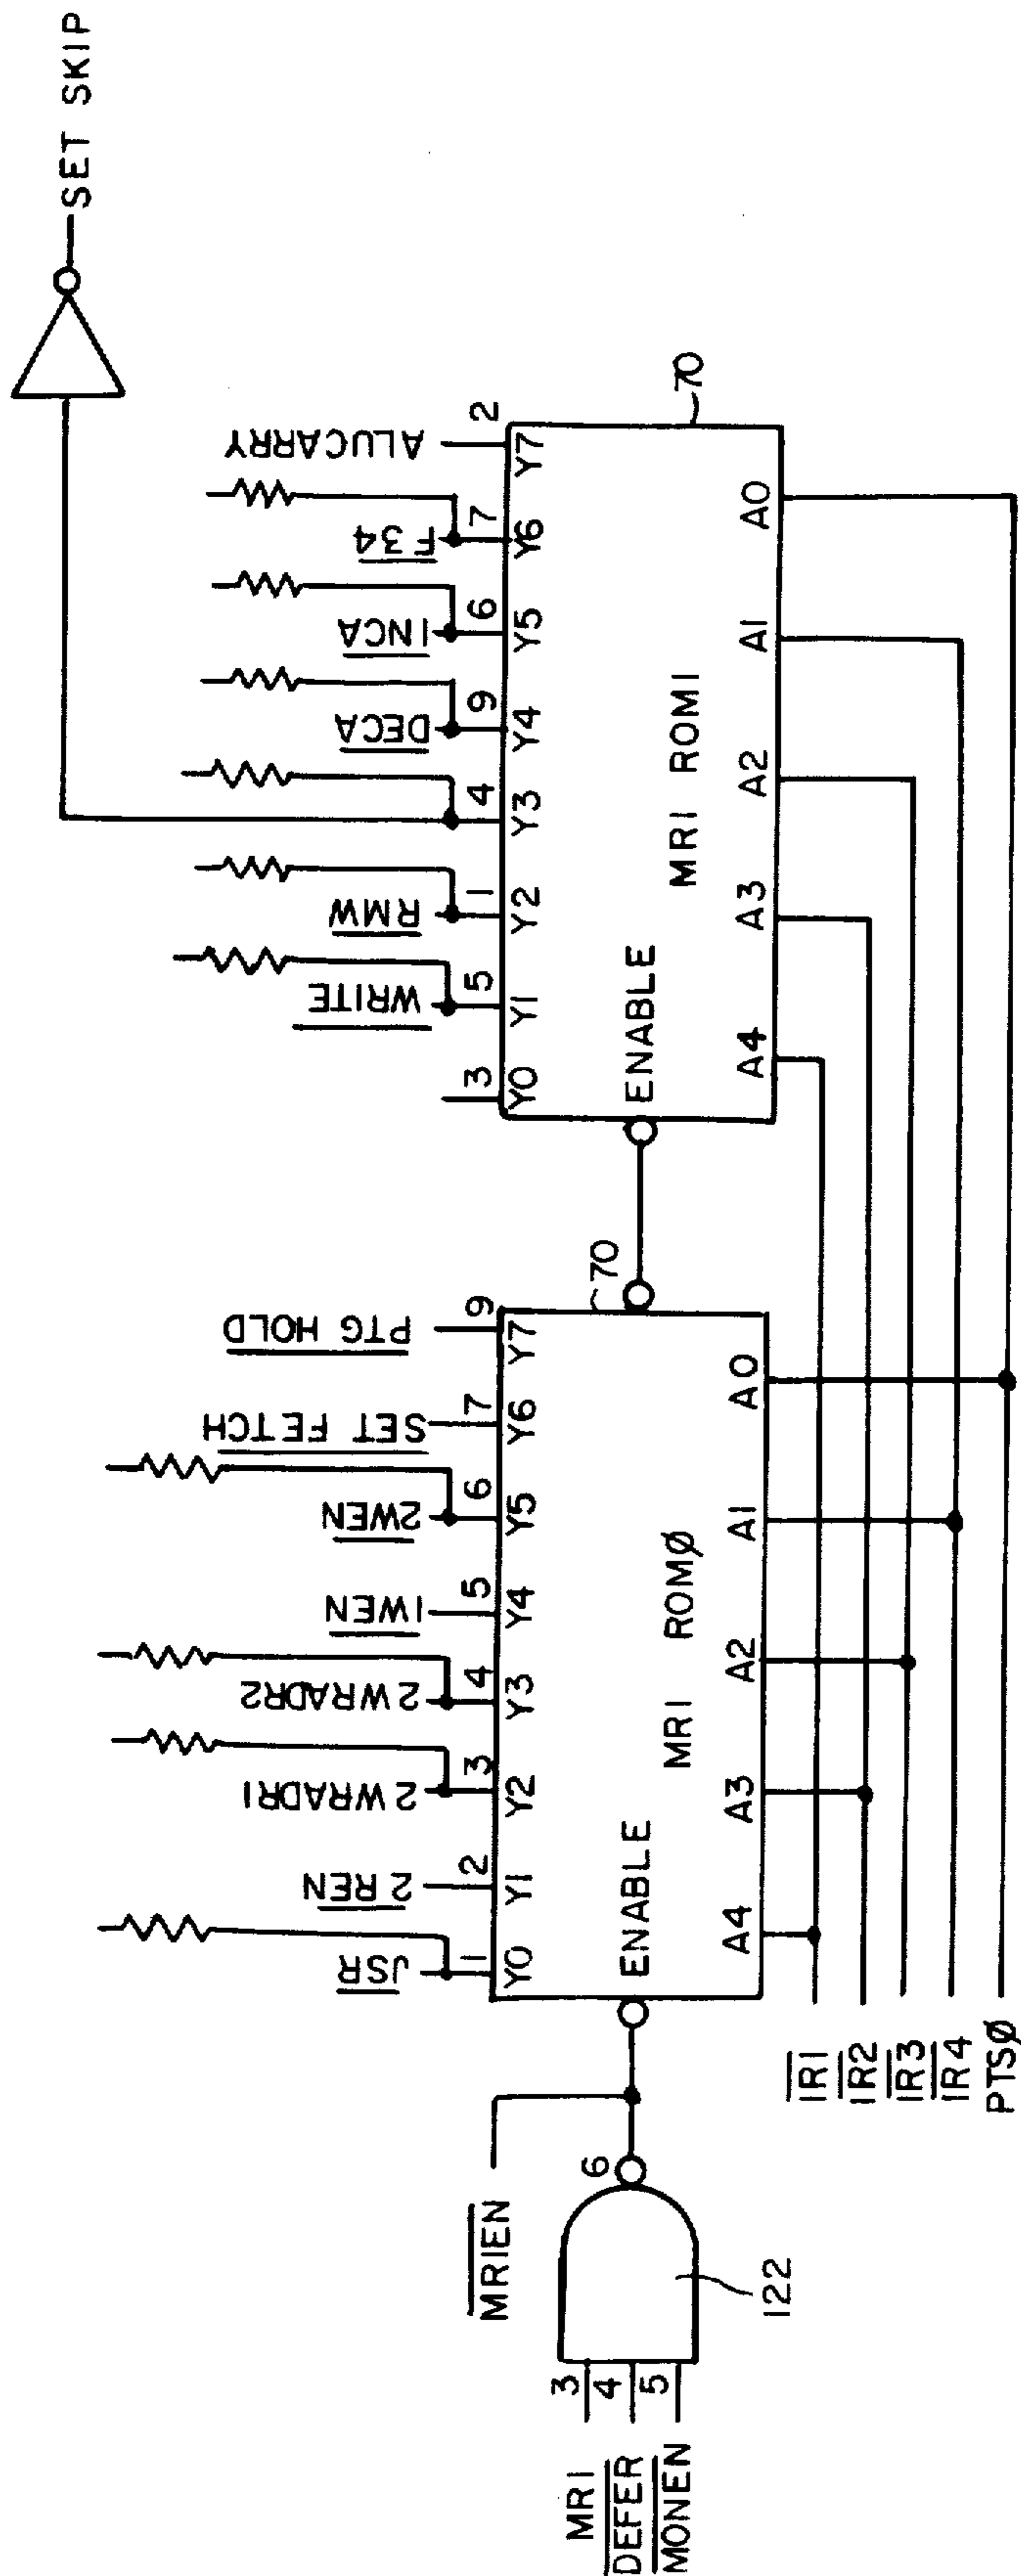 SET SKIP
ALUCARRY
F34
INCA
DECA
RMW
WRITE
2
7
6
9
4
1
5
3
Y7
Y6
Y5
Y4
Y3
Y2
Y1
Y0
70
MRI ROM1
ENABLE
A0
A1
A2
A3
A4
PTG HOLD
SET FETCH
2WEN
1WEN
2WRADR2
2WRADR1
2REN
JSR
9
7
6
5
4
3
2
1
Y7
Y6
Y5
Y4
Y3
Y2
Y1
Y0
70
MRI ROMØ
ENABLE
A0
A1
A2
A3
A4
IR1
IR2
IR3
IR4
PTSØ
MRIEN
6
122
3
4
5
MRI
DEFER
MONEN